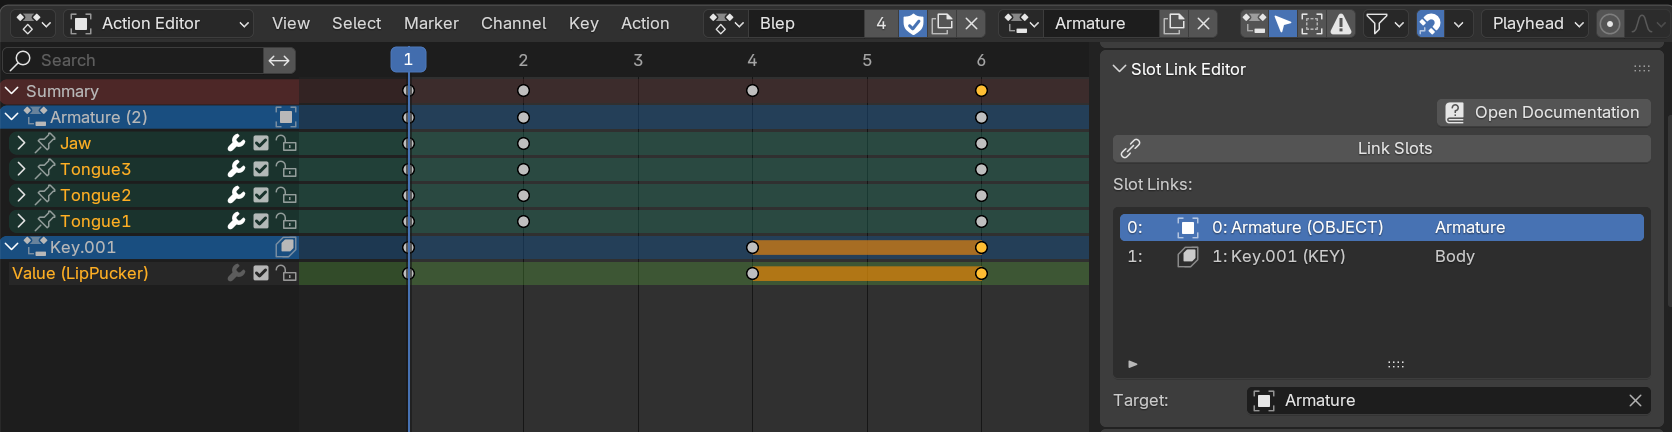 Action Editor View Select Marker Channel Key Action Blep 4 Armature Playhead
Search 1 2 3 4 5 6
Summary
Armature (2)
Jaw
Tongue3
Tongue2
Tongue1
Key.001
Value (LipPucker)
Slot Link Editor
Open Documentation
Link Slots
Slot Links:
0: 0: Armature (OBJECT) Armature
1: 1: Key.001 (KEY) Body
Target: Armature